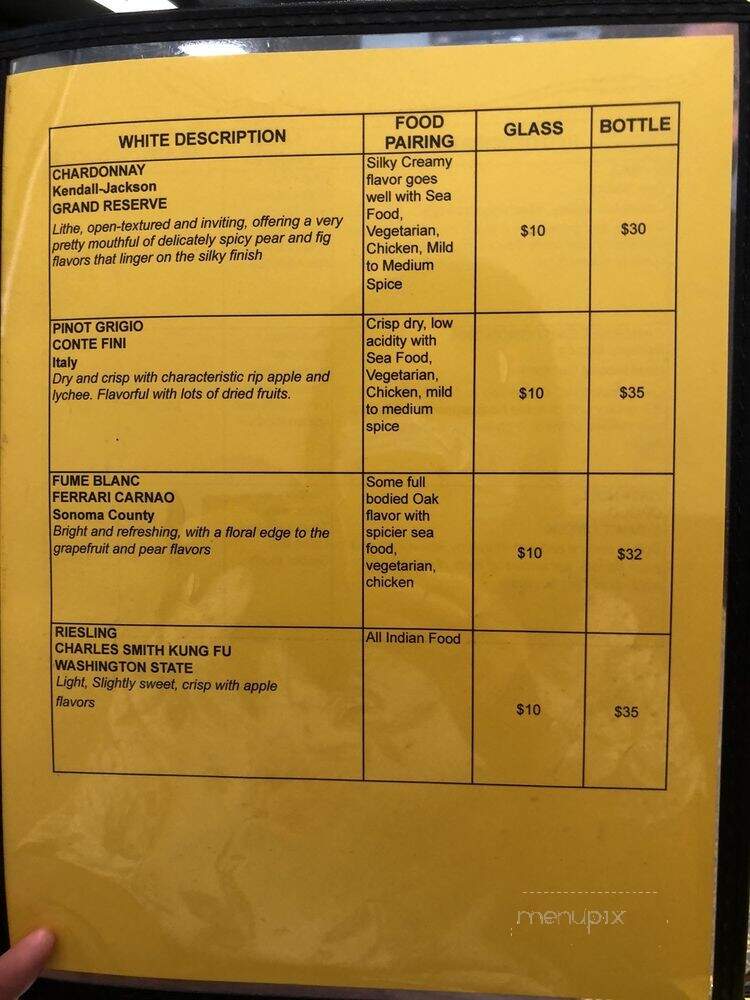 WHITE DESCRIPTION
FOOD PAIRING
GLASS
BOTTLE
CHARDONNAY
Kendall-Jackson
GRAND RESERVE
Lithe, open-textured and inviting, offering a very
pretty mouthful of delicately spicy pear and fig
flavors that linger on the silky finish
Silky Creamy
flavor goes
well with Sea
Food,
Vegetarian,
Chicken, Mild
to Medium
Spice
$10
$30
PINOT GRIGIO
CONTE FINI
Italy
Dry and crisp with characteristic rip apple and
lychee. Flavorful with lots of dried fruits.
Crisp dry, low
acidity with
Sea Food,
Vegetarian,
Chicken, mild
to medium
spice
$10
$35
FUME BLANC
FERRARI CARNAO
Sonoma County
Bright and refreshing, with a floral edge to the
grapefruit and pear flavors
Some full
bodied Oak
flavor with
spicier sea
food,
vegetarian,
chicken
$10
$32
RIESLING
CHARLES SMITH KUNG FU
WASHINGTON STATE
Light, Slightly sweet, crisp with apple
flavors
All Indian Food
$10
$35
menupix